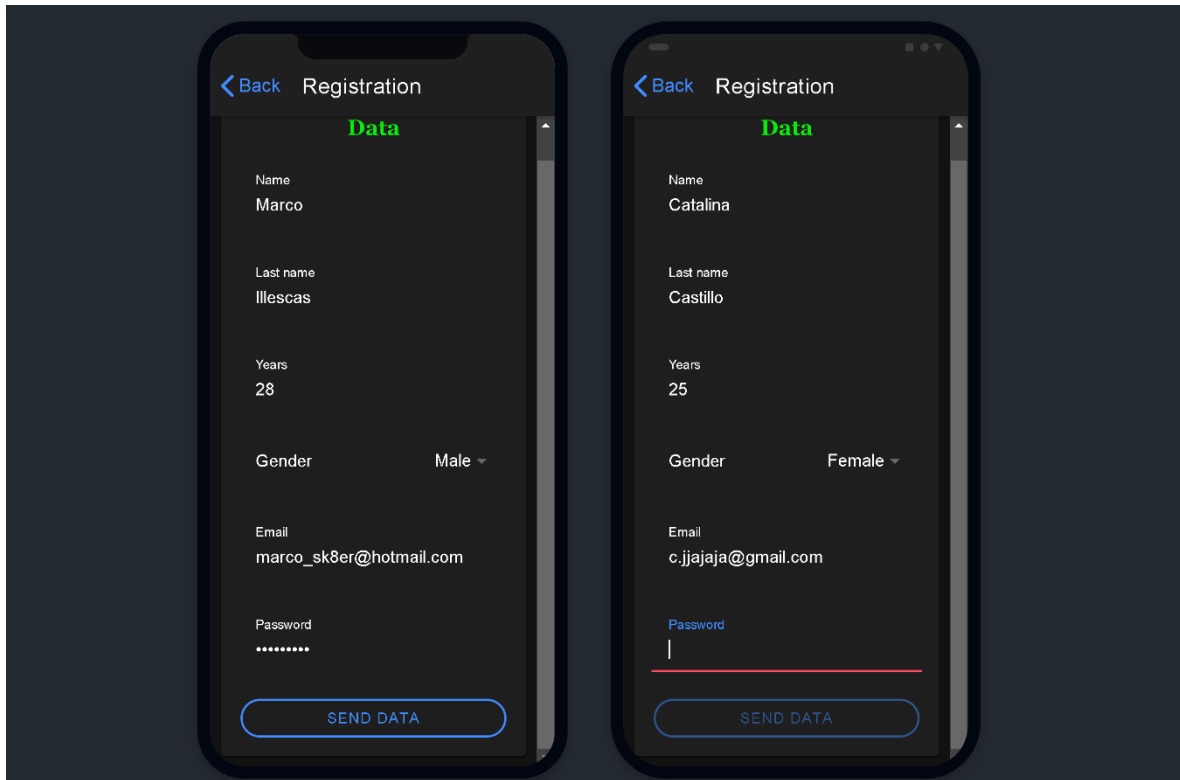 Back Registration
Data
Name
Marco
Last name
Illescas
Years
28
Gender Male
Email
marco_sk8er@hotmail.com
Password
•••••••••
SEND DATA
Back Registration
Data
Name
Catalina
Last name
Castillo
Years
25
Gender Female
Email
c.jjajaja@gmail.com
Password
SEND DATA